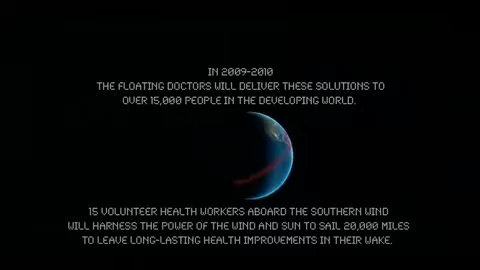 IN 2009-2010
THE FLOATING DOCTORS WILL DELIVER THESE SOLUTIONS TO
OVER 15,000 PEOPLE IN THE DEVELOPING WORLD.
15 VOLUNTEER HEALTH WORKERS ABOARD THE SOUTHERN WIND
WILL HARNESS THE POWER OF THE WIND AND SUN TO SAIL 20,000 MILES
TO LEAVE LONG-LASTING HEALTH IMPROVEMENTS IN THEIR WAKE.